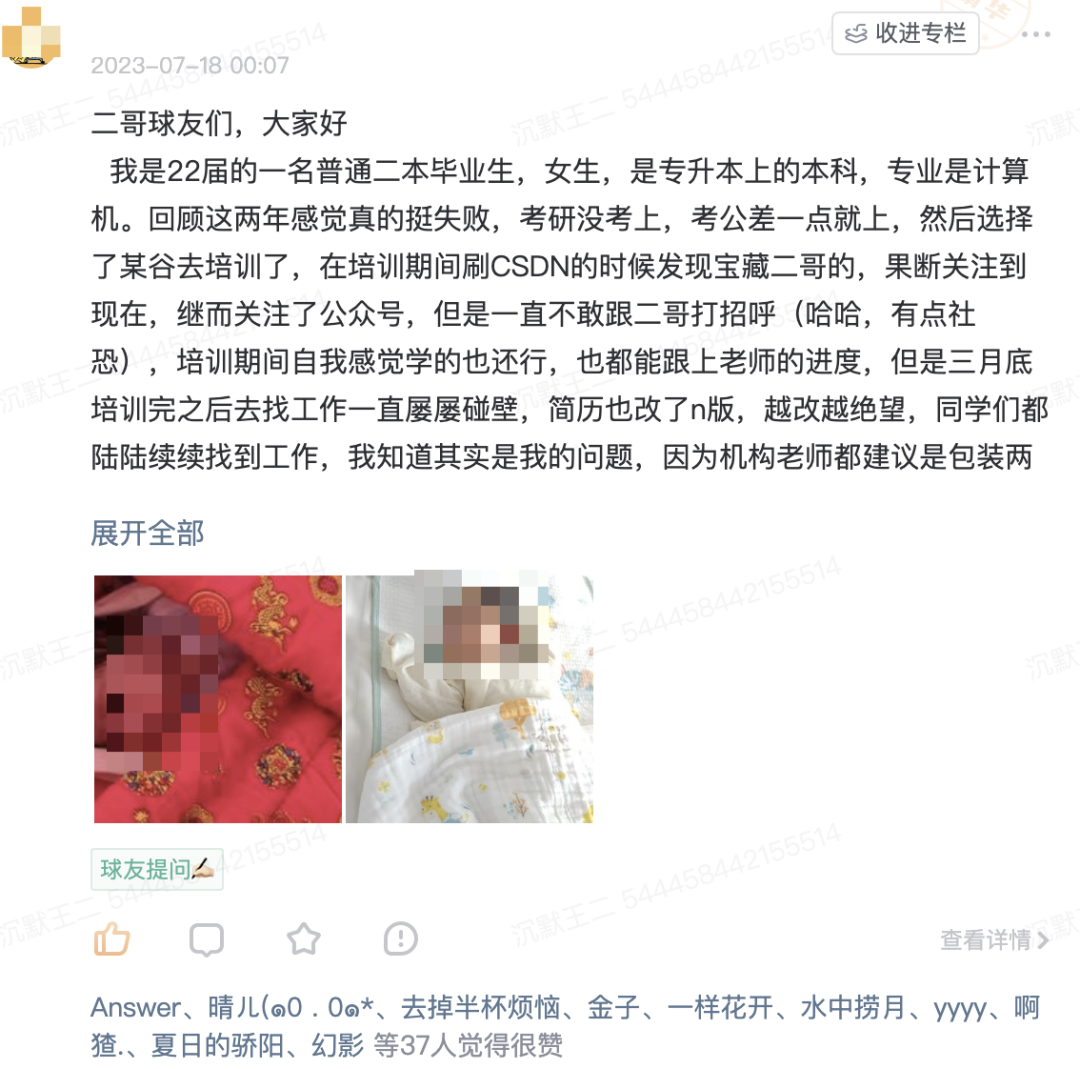 收进专栏
2023-07-18 00:07
二哥球友们，大家好
我是22届的一名普通二本毕业生，女生，是专升本上的本科，专业是计算
机。回顾这两年感觉真的挺失败，考研没考上，考公差一点就上，然后选择
了某谷去培训了，在培训期间刷CSDN的时候发现宝藏二哥的，果断关注到
现在，继而关注了公众号，但是一直不敢跟二哥打招呼（哈哈，有点社
恐），培训期间自我感觉学的也还行，也都能跟上老师的进度，但是三月底
培训完之后去找工作一直屡屡碰壁，简历也改了n版，越改越绝望，同学们都
陆陆续续找到工作，我知道其实是我的问题，因为机构老师都建议是包装两
展开全部
球友提问✍🏻
查看详情
Answer、晴儿(๑0．0๑*、去掉半杯烦恼、金子、一样花开、水中捞月、yyyy、啊
猹.、夏日的骄阳、幻影 等37人觉得很赞
沉默王二 544458442155514